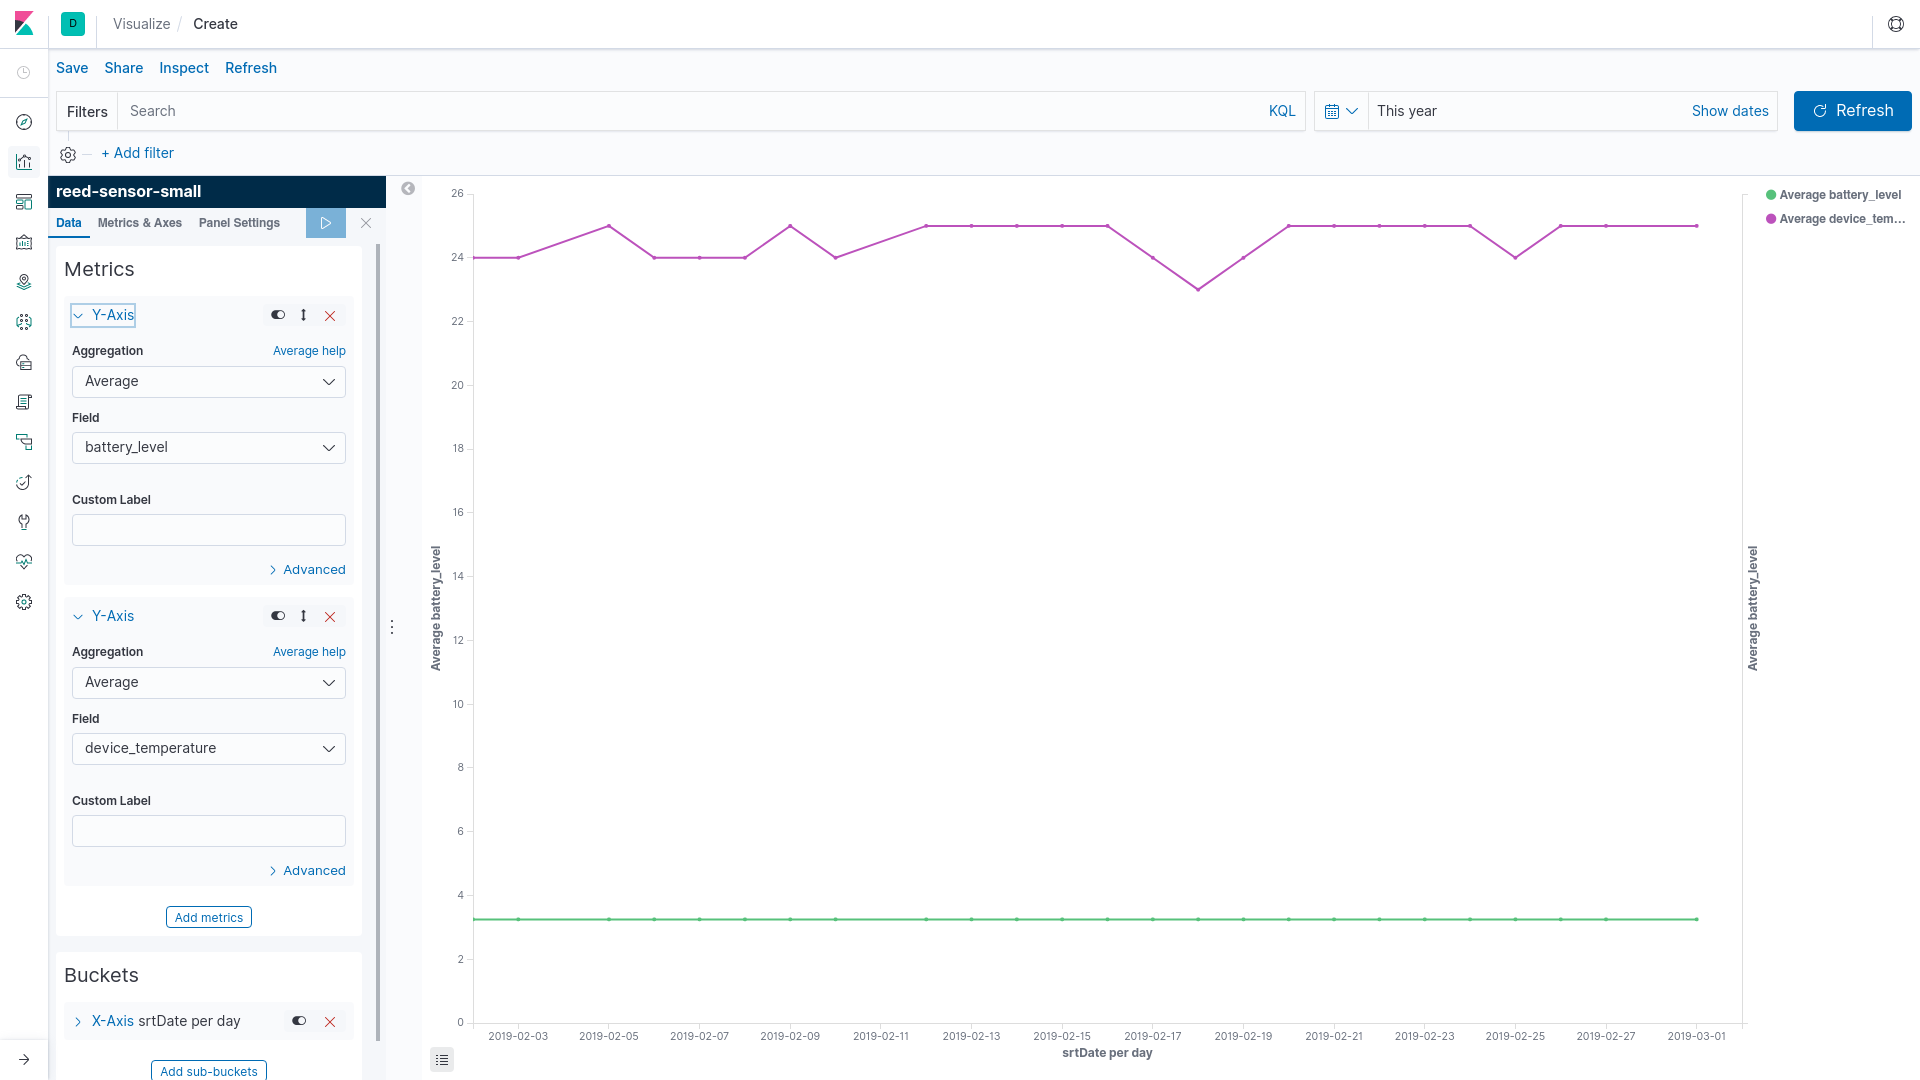 D
Visualize / Create
Save Share Inspect Refresh
Filters Search KQL This year Show dates Refresh
+ Add filter
reed-sensor-small
Data Metrics & Axes Panel Settings
Metrics
Y-Axis
Aggregation Average help
Average
Field
battery_level
Custom Label
Advanced
Y-Axis
Aggregation Average help
Average
Field
device_temperature
Custom Label
Advanced
Add metrics
Buckets
X-Axis srtDate per day
Add sub-buckets
Average battery_level
26
24
22
20
18
16
14
12
10
8
6
4
2
0
2019-02-03 2019-02-05 2019-02-07 2019-02-09 2019-02-11 2019-02-13 2019-02-15 2019-02-17 2019-02-19 2019-02-21 2019-02-23 2019-02-25 2019-02-27 2019-03-01
srtDate per day
Average battery_level
Average battery_level
Average device_tem...